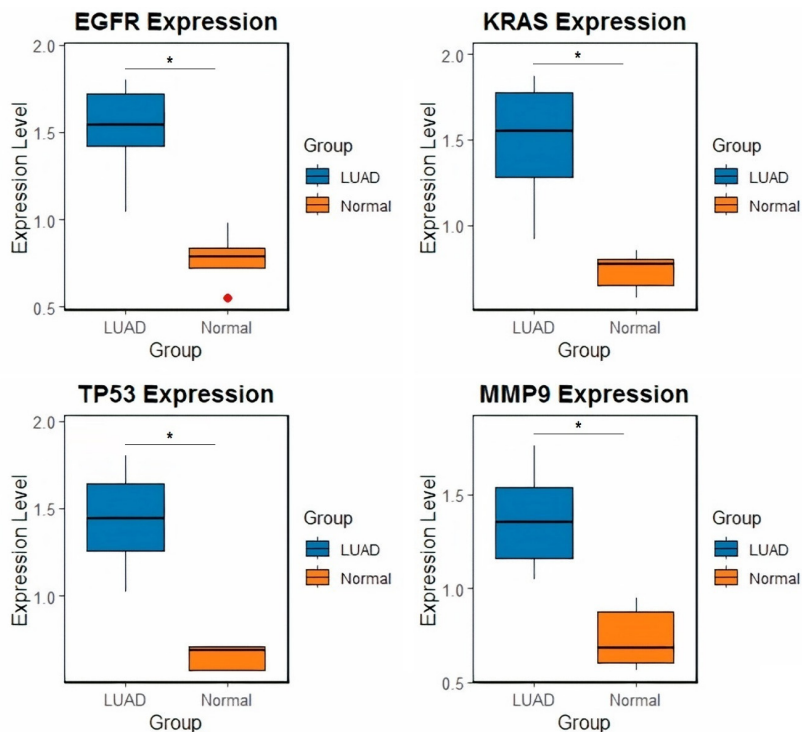 EGFR Expression
2.0
1.5
1.0
0.5
Expression Level
*
LUAD
Normal
Group
Group
LUAD
Normal
KRAS Expression
2.0
1.5
1.0
Expression Level
*
LUAD
Normal
Group
Group
LUAD
Normal
TP53 Expression
2.0
1.5
1.0
Expression Level
*
LUAD
Normal
Group
Group
LUAD
Normal
MMP9 Expression
1.5
1.0
0.5
Expression Level
*
LUAD
Normal
Group
Group
LUAD
Normal